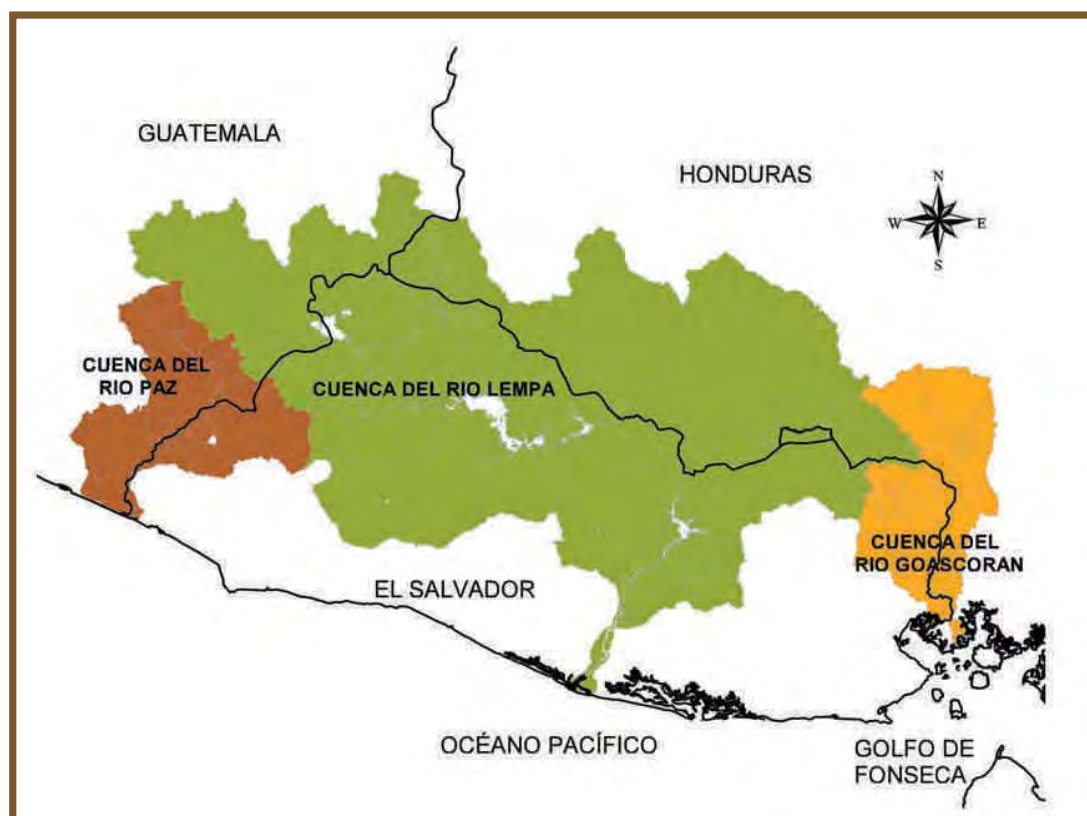 GUATEMALA
HONDURAS
N
W
E
S
CUENCA DEL
RIO PAZ
CUENCA DEL RIO LEMPA
CUENCA DEL
RIO GOASCORAN
EL SALVADOR
OCÉANO PACÍFICO
GOLFO DE
FONSECA